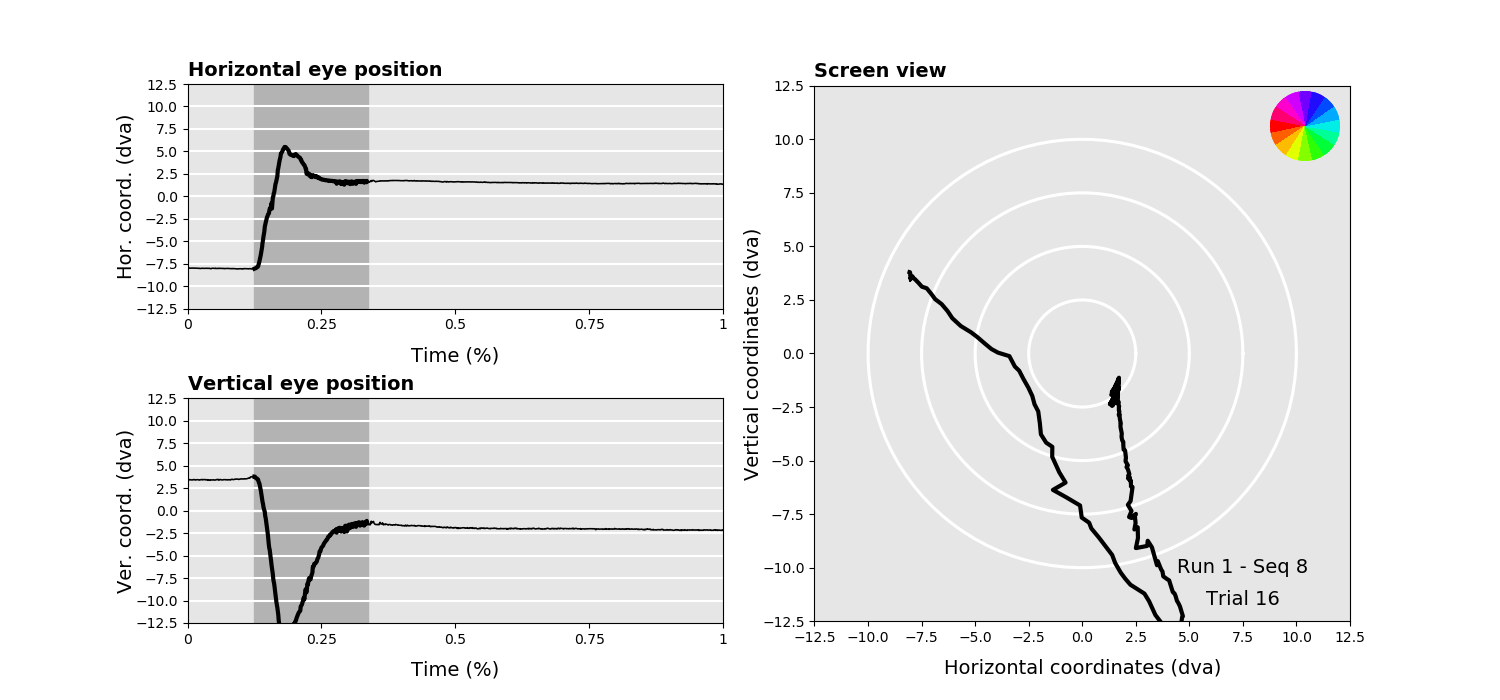 Horizontal eye position
Hor. coord. (dva)
12.5
10.0
7.5
5.0
2.5
0.0
−2.5
−5.0
−7.5
−10.0
−12.5
0 0.25 0.5 0.75 1
Time (%)
Vertical eye position
Ver. coord. (dva)
12.5
10.0
7.5
5.0
2.5
0.0
−2.5
−5.0
−7.5
−10.0
−12.5
0 0.25 0.5 0.75 1
Time (%)
Screen view
Vertical coordinates (dva)
12.5
10.0
7.5
5.0
2.5
0.0
−2.5
−5.0
−7.5
−10.0
−12.5
Run 1 - Seq 8
Trial 16
−12.5 −10.0 −7.5 −5.0 −2.5 0.0 2.5 5.0 7.5 10.0 12.5
Horizontal coordinates (dva)